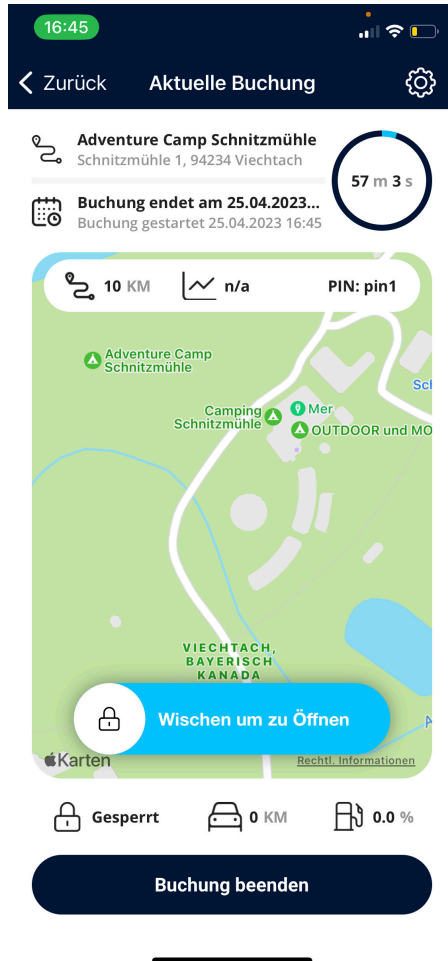 16:45
Zurück
Aktuelle Buchung
Adventure Camp Schnitzmühle
Schnitzmühle 1, 94234 Viechtach
57 m 3 s
Buchung endet am 25.04.2023...
Buchung gestartet 25.04.2023 16:45
10 KM
n/a
PIN: pin1
Adventure Camp
Schnitzmühle
Sch
Camping
Schnitzmühle
Mer
OUTDOOR und MO
VIECHTACH,
BAYERISCH
KANADA
Wischen um zu Öffnen
A
Karten
Rechtl. Informationen
Gesperrt
0 KM
0.0 %
Buchung beenden